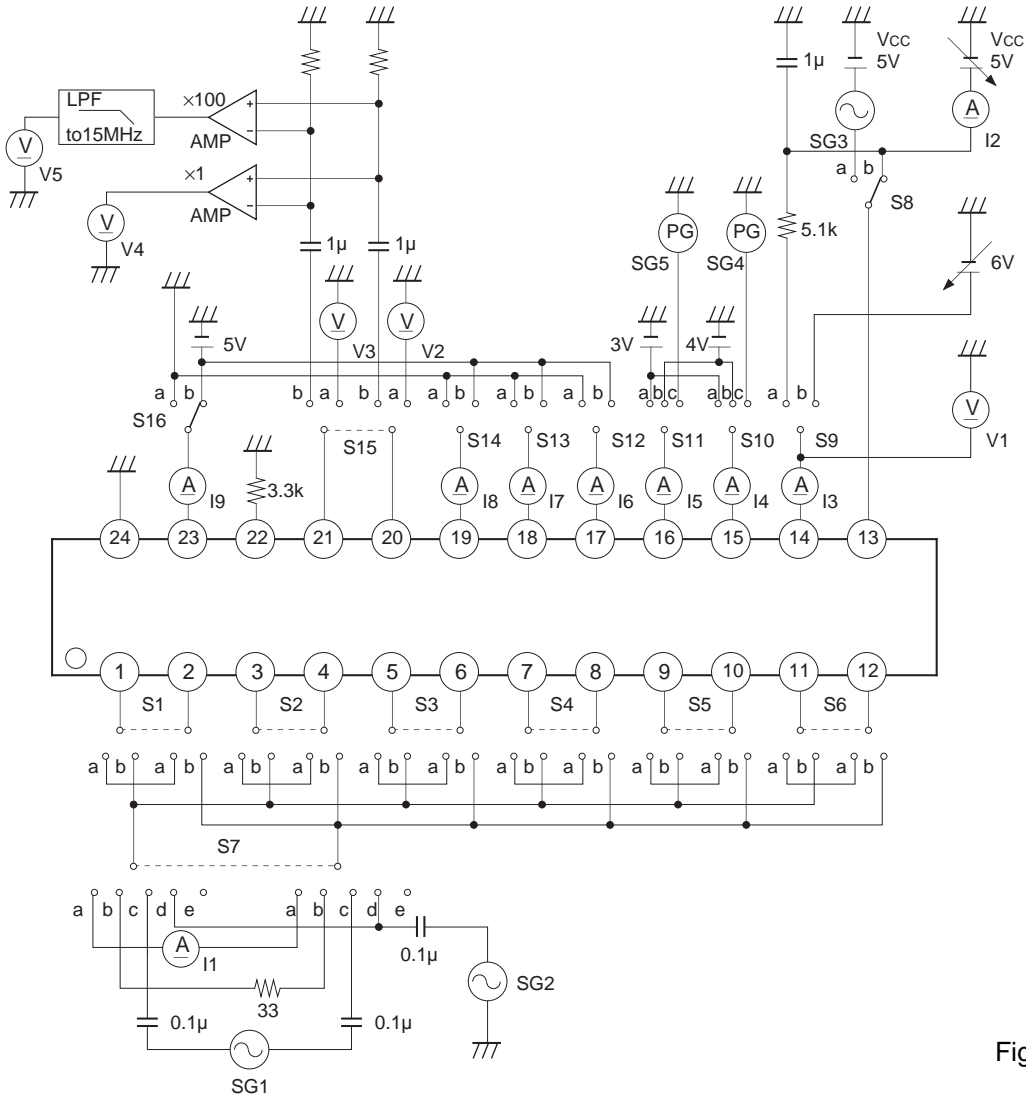 VCC VCC
1µ 5V 5V
LPF ×100
to15MHz AMP + − A
SG3 I2
V V5 ×1 a b
AMP + − S8
V V4 PG PG 5.1k
1µ 1µ SG5 SG4
6V
V V
5V V3 V2 3V 4V
V V1
a b b a b a a b a b a b a b c a b c a b
S16 S15 S14 S13 S12 S11 S10 S9
A I9 3.3k A I8 A I7 A I6 A I5 A I4 A I3
24 23 22 21 20 19 18 17 16 15 14 13
1 2 3 4 5 6 7 8 9 10 11 12
S1 S2 S3 S4 S5 S6
a b a b a b a b a b a b a b a b a b a b a b a b
S7
a b c d e a b c d e
A I1
0.1µ
SG2
33
0.1µ 0.1µ
SG1
Fig